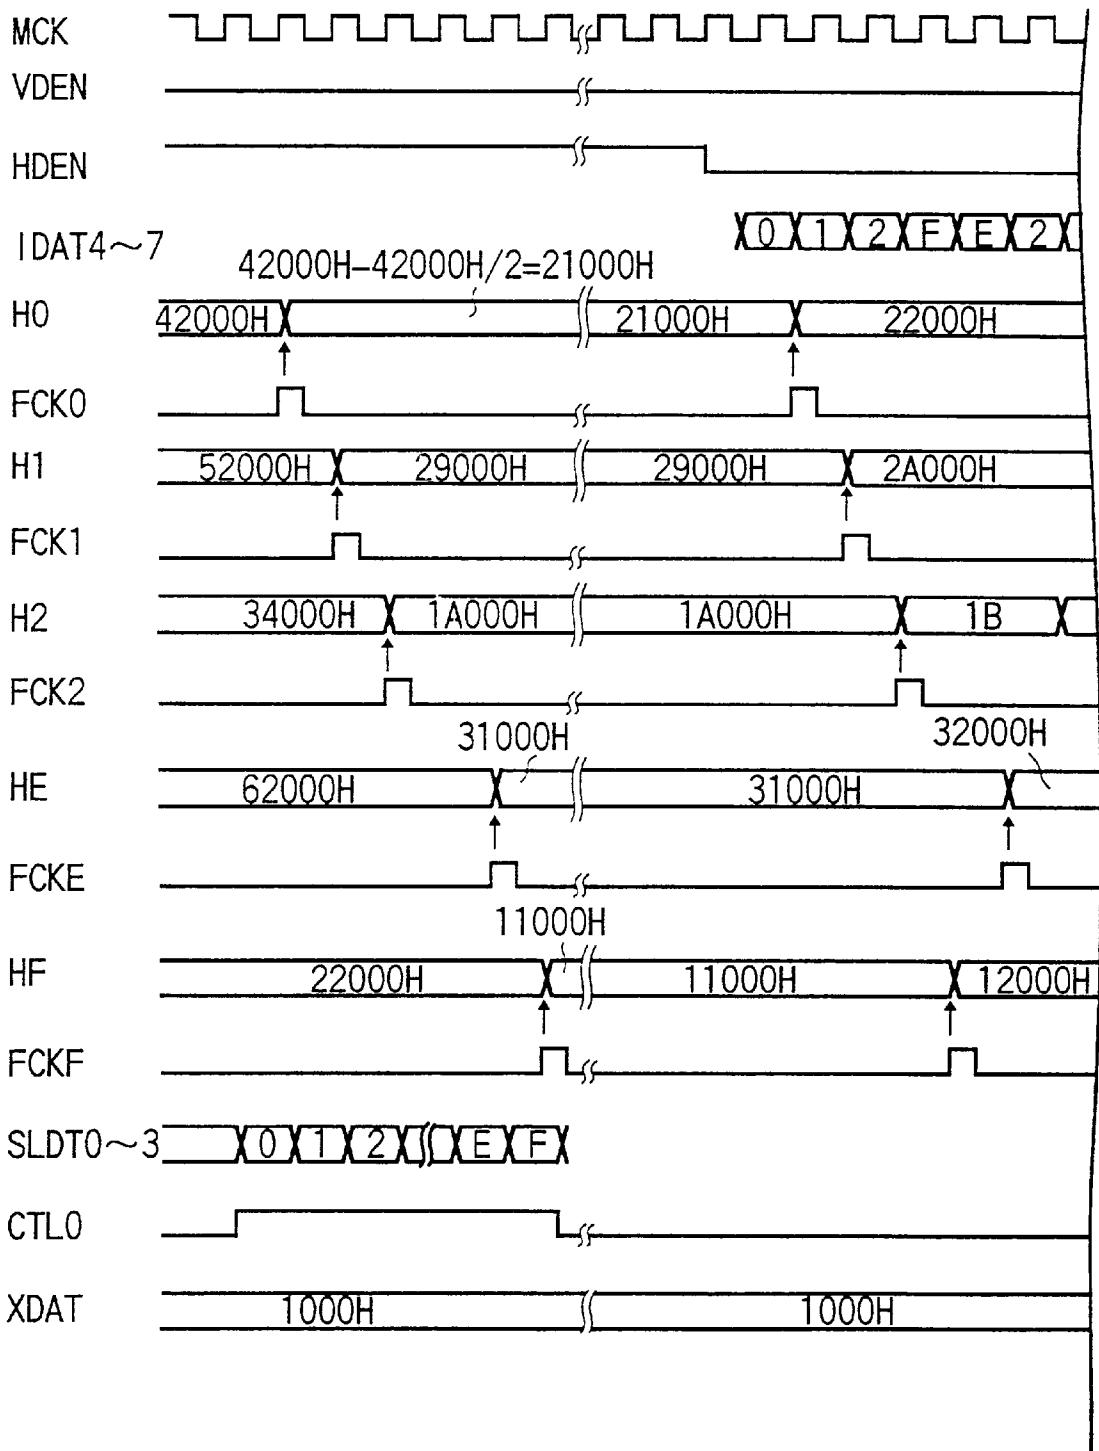 MCK
VDEN
HDEN
IDAT4~7 0 1 2 F E 2
42000H-42000H/2=21000H
H0 42000H 21000H 22000H
FCK0
H1 52000H 29000H 29000H 2A000H
FCK1
H2 34000H 1A000H 1A000H 1B
FCK2
31000H 32000H
HE 62000H 31000H
FCKE
11000H
HF 22000H 11000H 12000H
FCKF
SLDT0~3 0 1 2 E F
CTL0
XDAT 1000H 1000H